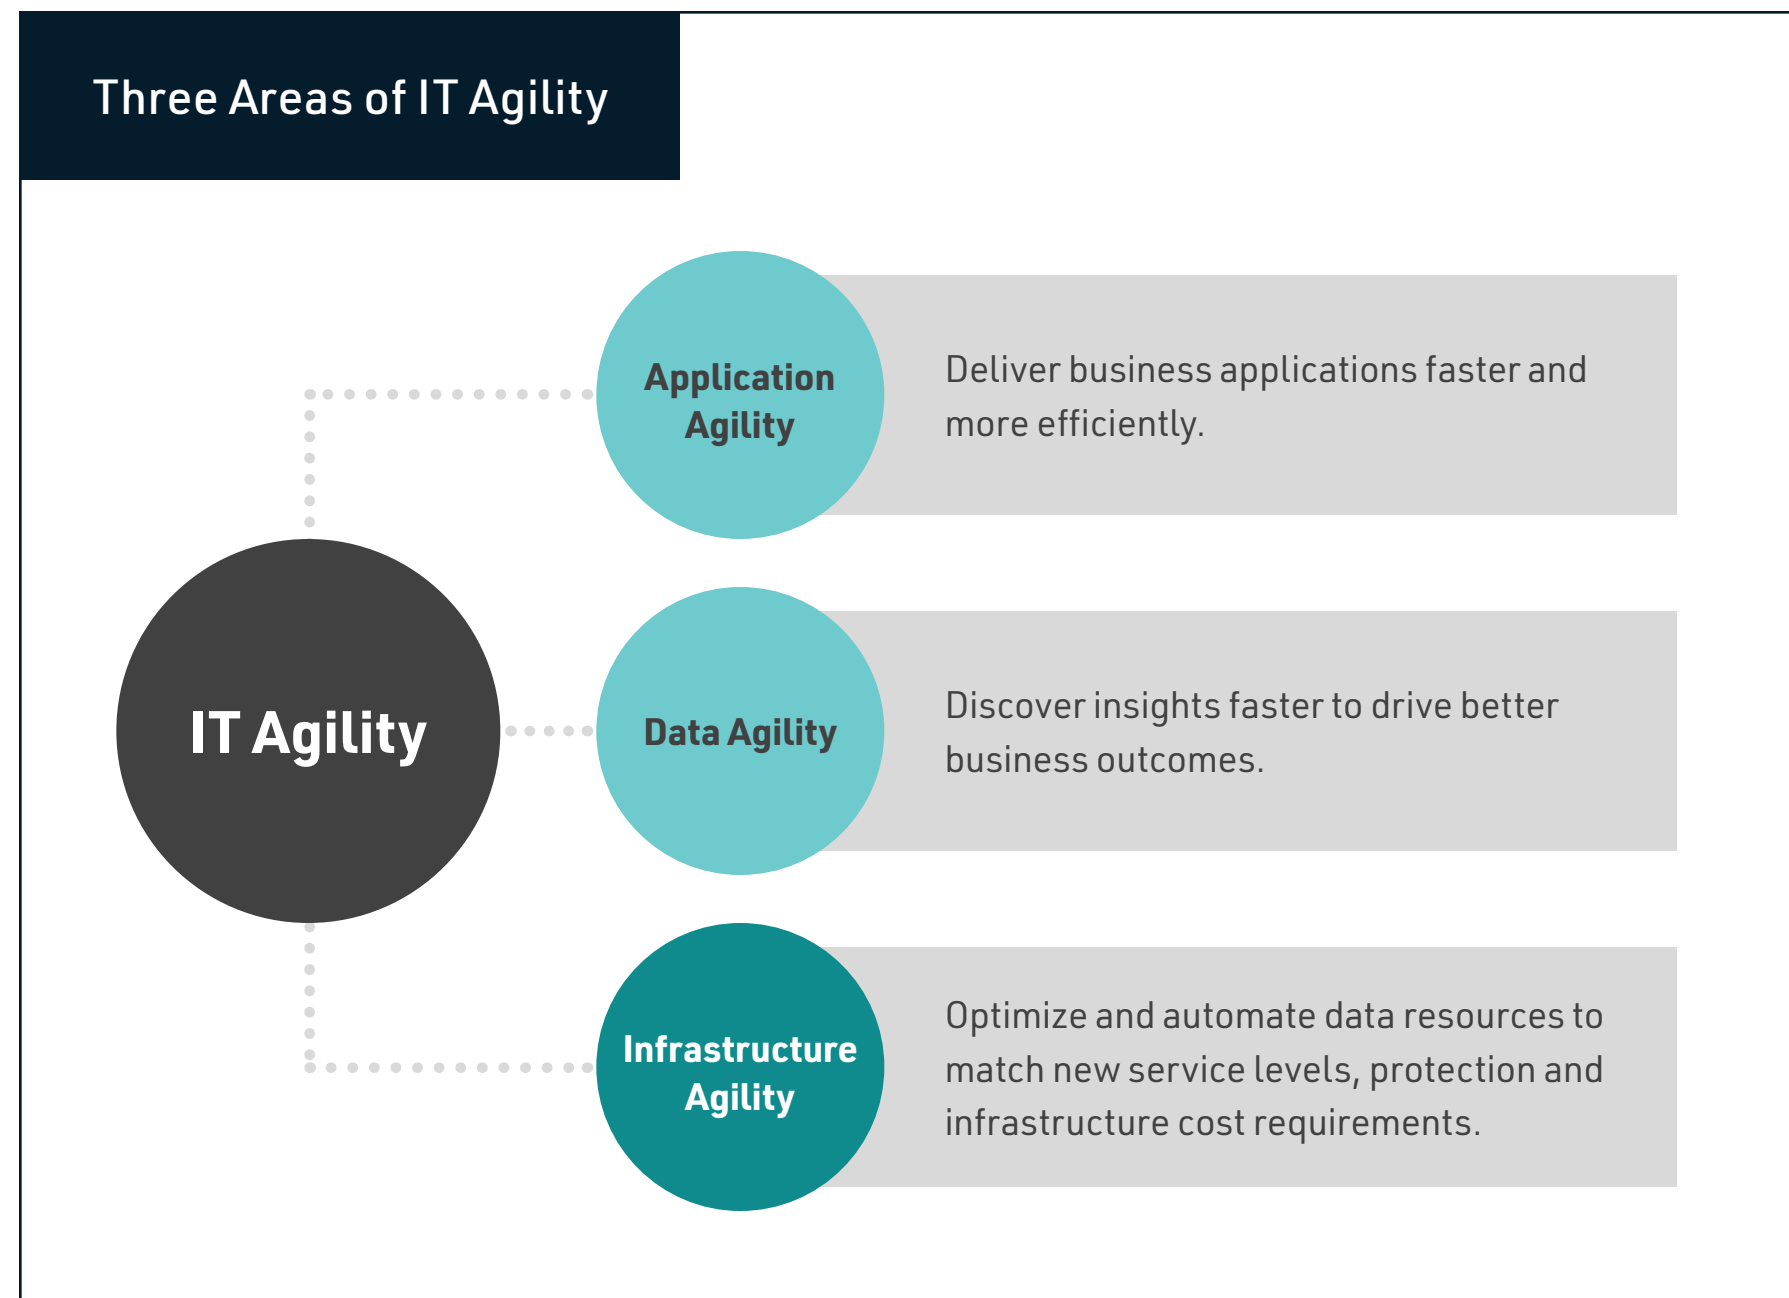 Three Areas of IT Agility
Application
Agility
Deliver business applications faster and
more efficiently.
IT Agility
Data Agility
Discover insights faster to drive better
business outcomes.
Infrastructure
Agility
Optimize and automate data resources to
match new service levels, protection and
infrastructure cost requirements.